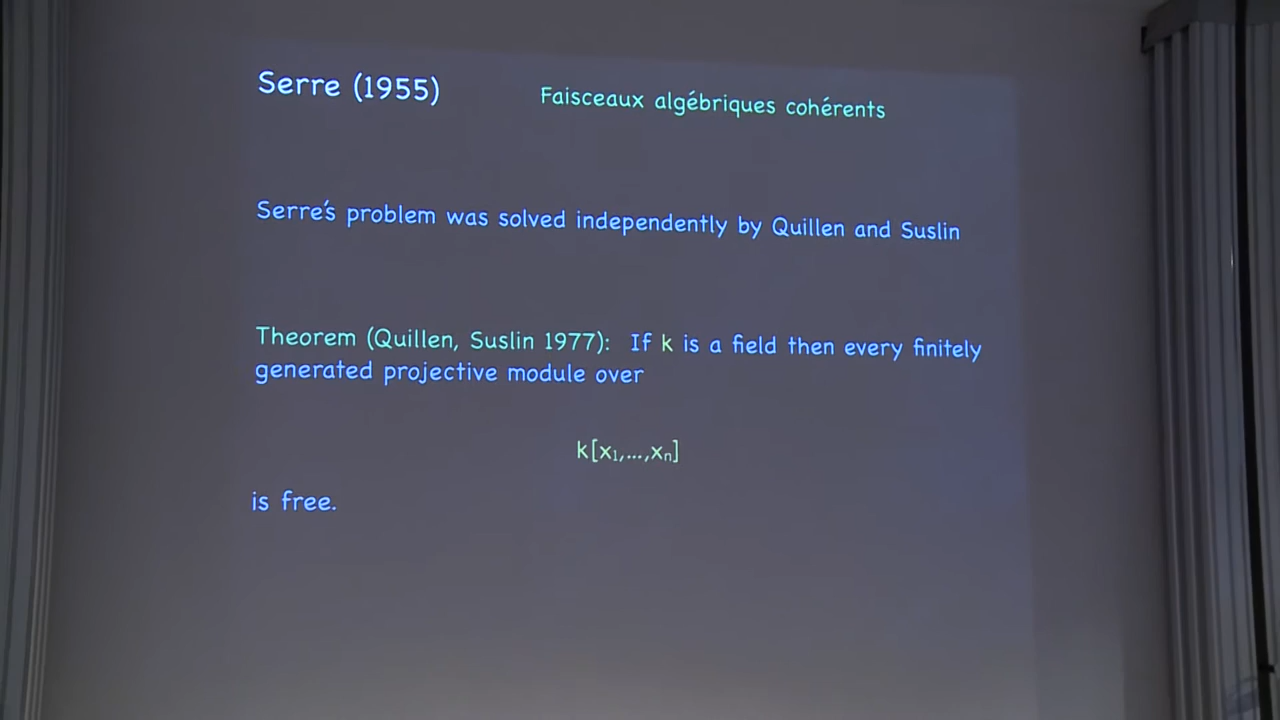 Serre (1955) Faisceaux algébriques cohérents
Serre's problem was solved independently by Quillen and Suslin
Theorem (Quillen, Suslin 1977): If k is a field then every finitely
generated projective module over
k[x₁,...,xₙ]
is free.